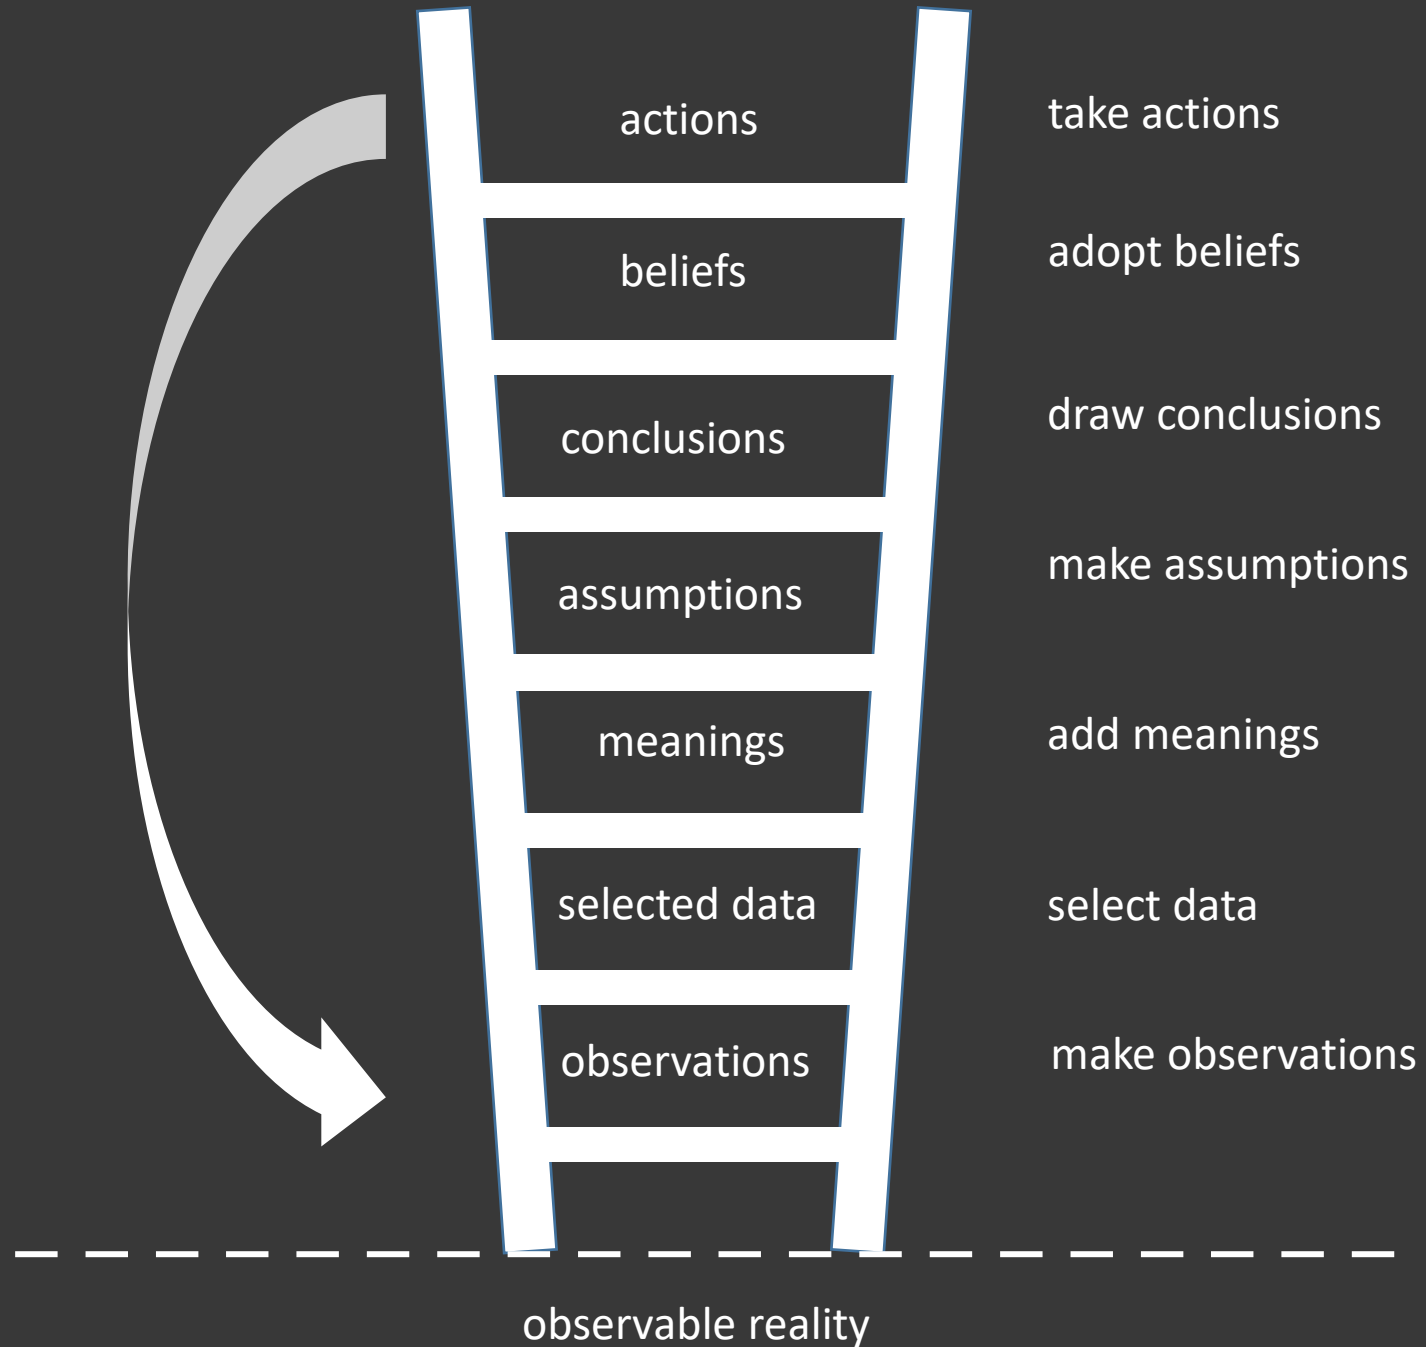 actions
take actions
beliefs
adopt beliefs
conclusions
draw conclusions
assumptions
make assumptions
meanings
add meanings
selected data
select data
observations
make observations
observable reality